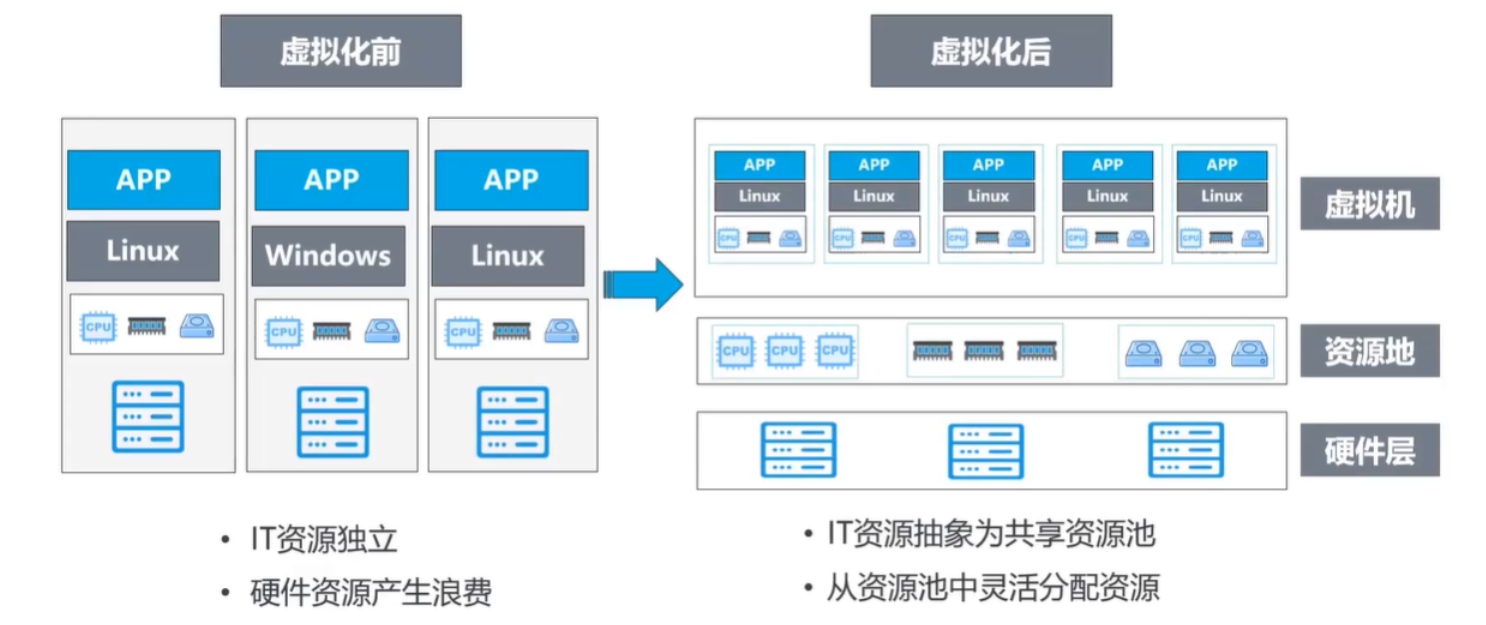 虚拟化前
虚拟化后
APP
APP
APP
Linux
Windows
Linux
CPU
CPU
CPU
APP
APP
APP
APP
APP
Linux
Linux
Linux
Linux
Linux
CPU
CPU
CPU
CPU
CPU
虚拟机
CPU
CPU
CPU
资源地
硬件层
• IT资源独立
• 硬件资源产生浪费
• IT资源抽象为共享资源池
• 从资源池中灵活分配资源